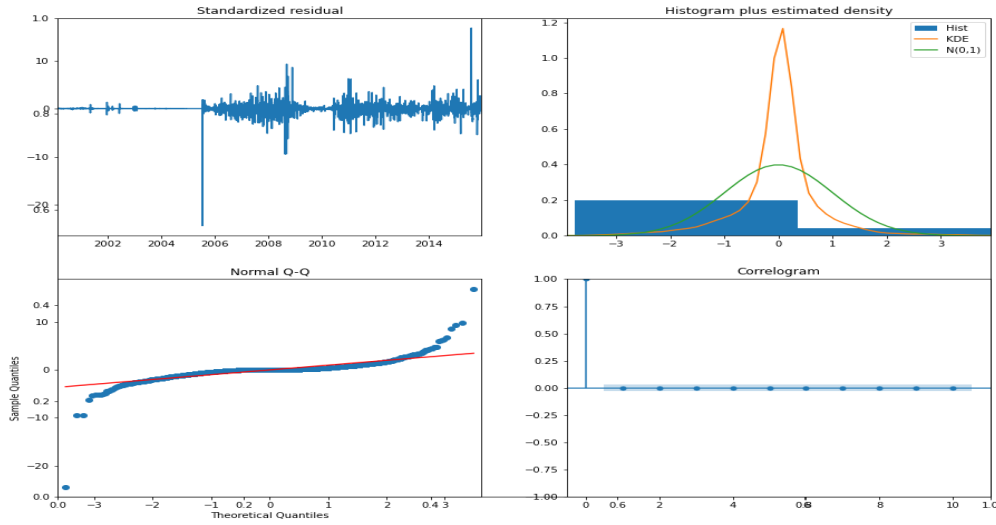 Standardized residual
1.0
10
0
0.8
−10
−20
0.6
2002 2004 2006 2008 2010 2012 2014
Histogram plus estimated density
1.2
1.0
0.8
0.6
0.4
0.2
0.0
−3 −2 −1 0 1 2 3
Hist
KDE
N(0,1)
Normal Q-Q
0.4
10
0
0.2
−10
−20
0.0
Sample Quantiles
0.0 −3 −2 −1 0.2 0 1 2 0.4 3
Theoretical Quantiles
Correlogram
1.00
0.75
0.50
0.25
0.00
−0.25
−0.50
−0.75
−1.00
0 0.6 2 4 8 10 1.0